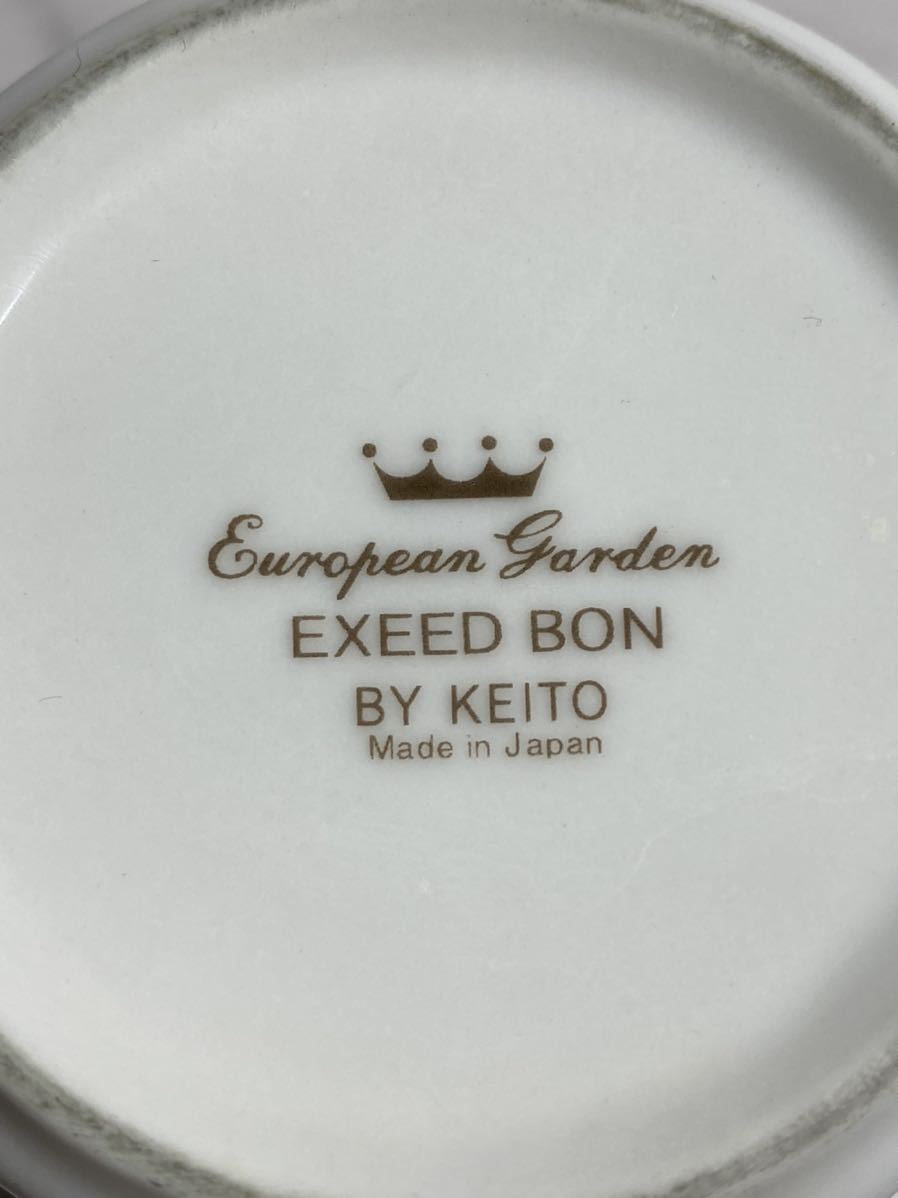 European Garden
EXEED BON
BY KEITO
Made in Japan